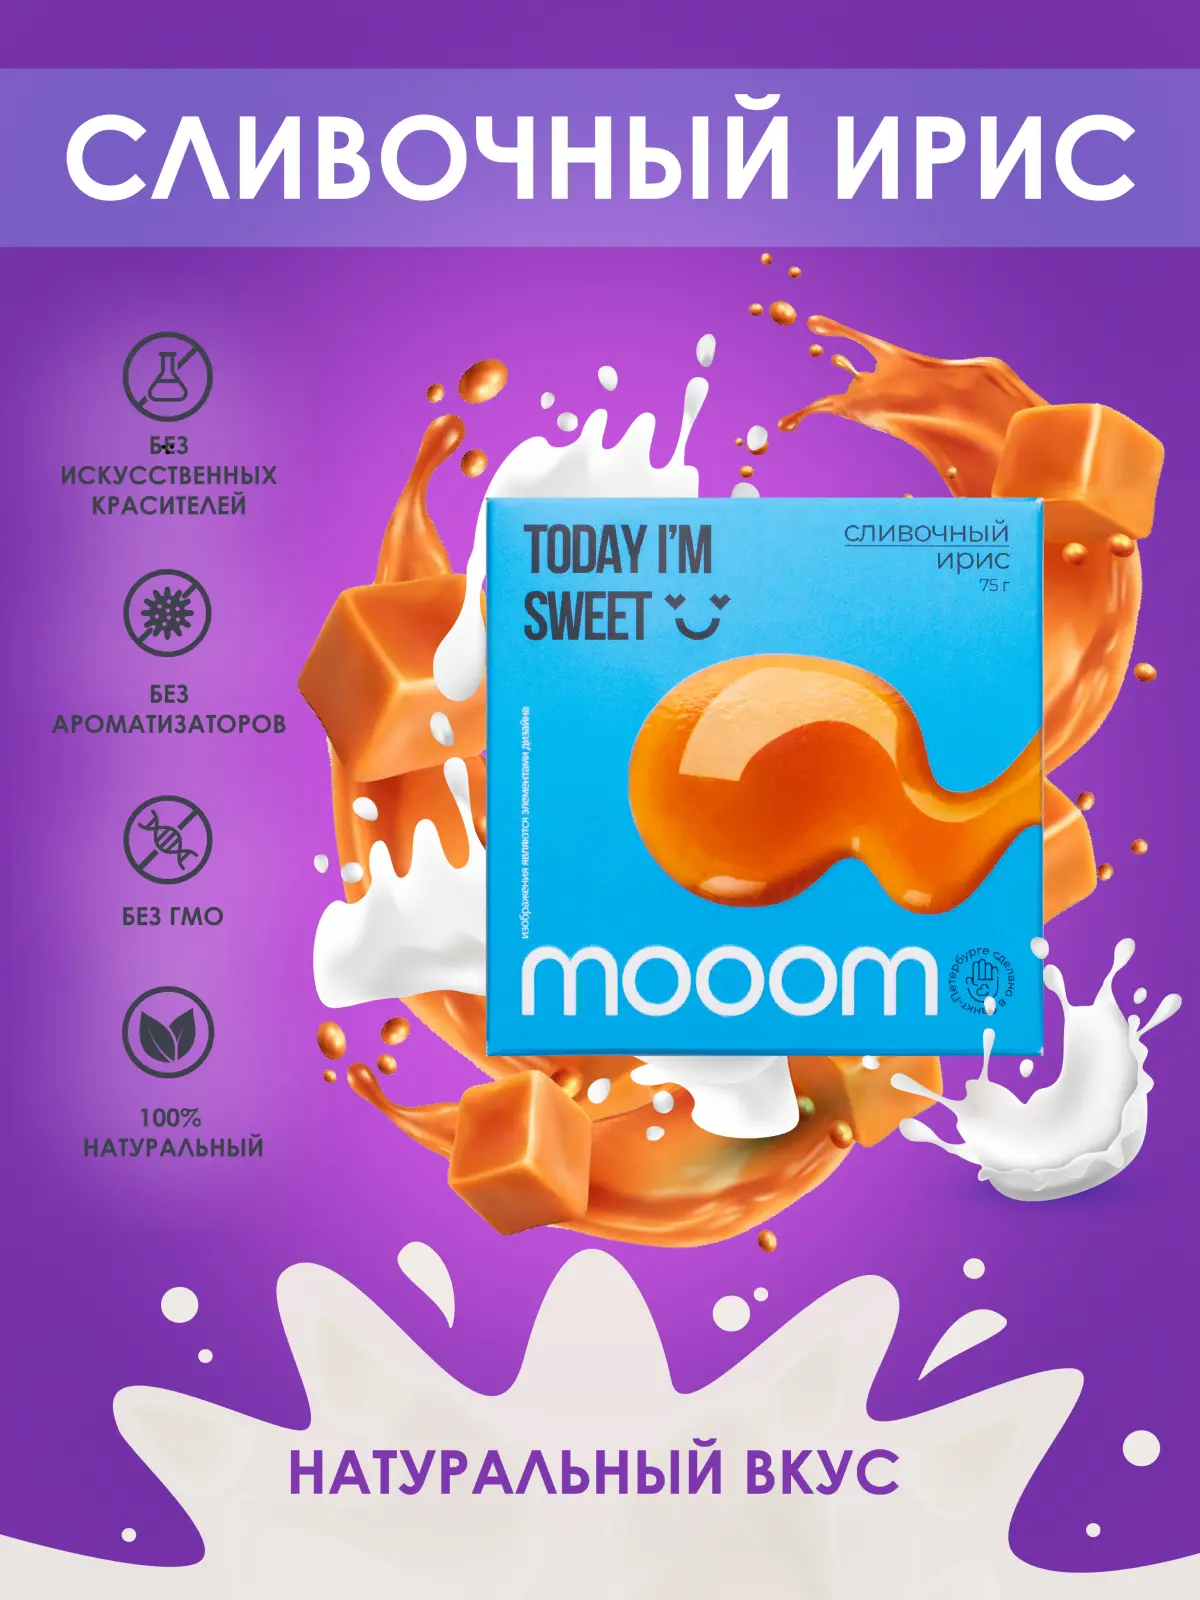 СЛИВОЧНЫЙ ИРИС
БЕЗ
ИСКУССТВЕННЫХ
КРАСИТЕЛЕЙ
БЕЗ
АРОМАТИЗАТОРОВ
БЕЗ ГМО
100%
НАТУРАЛЬНЫЙ
TODAY I'M
SWEET
сливочный
ирис
75 г
изображения являются элементами дизайна
mooom
сделано в Санкт-Петербурге
НАТУРАЛЬНЫЙ ВКУС